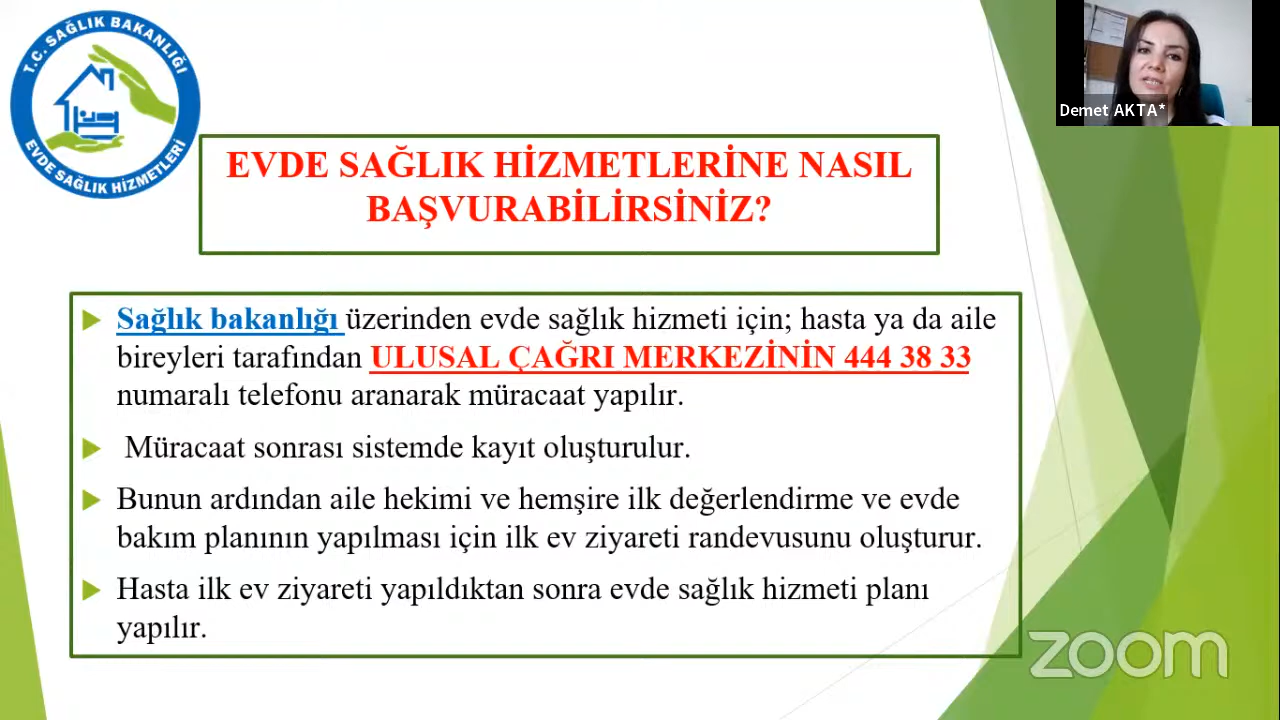 T.C. SAĞLIK BAKANLIĞI
EVDE SAĞLIK HİZMETLERİ
Demet AKTA*
EVDE SAĞLIK HİZMETLERİNE NASIL
BAŞVURABİLİRSİNİZ?
Sağlık bakanlığı üzerinden evde sağlık hizmeti için; hasta ya da aile
bireyleri tarafından ULUSAL ÇAĞRI MERKEZİNİN 444 38 33
numaralı telefonu aranarak müracaat yapılır.
Müracaat sonrası sistemde kayıt oluşturulur.
Bunun ardından aile hekimi ve hemşire ilk değerlendirme ve evde
bakım planının yapılması için ilk ev ziyareti randevusunu oluşturur.
Hasta ilk ev ziyareti yapıldıktan sonra evde sağlık hizmeti planı
yapılır.
zoom